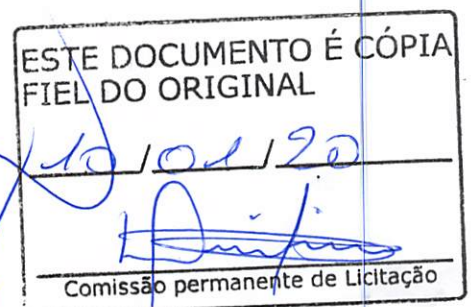 ESTE DOCUMENTO É CÓPIA
FIEL DO ORIGINAL
10/01/20
Comissão permanente de Licitação